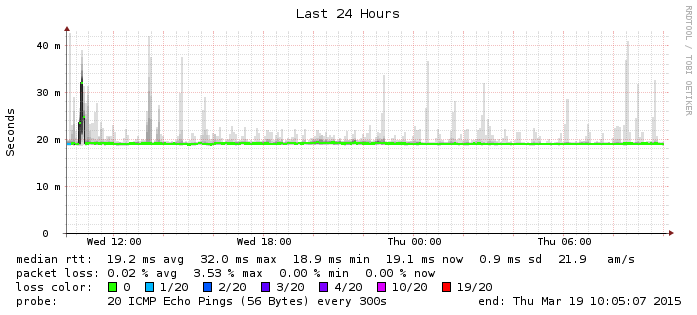 Last 24 Hours
RRDTOOL / TOBI OETIKER
Seconds
40 m
30 m
20 m
10 m
0
Wed 12:00 Wed 18:00 Thu 00:00 Thu 06:00
median rtt: 19.2 ms avg 32.0 ms max 18.9 ms min 19.1 ms now 0.9 ms sd 21.9 am/s
packet loss: 0.02 % avg 3.53 % max 0.00 % min 0.00 % now
loss color: 0 1/20 2/20 3/20 4/20 10/20 19/20
probe: 20 ICMP Echo Pings (56 Bytes) every 300s end: Thu Mar 19 10:05:07 2015